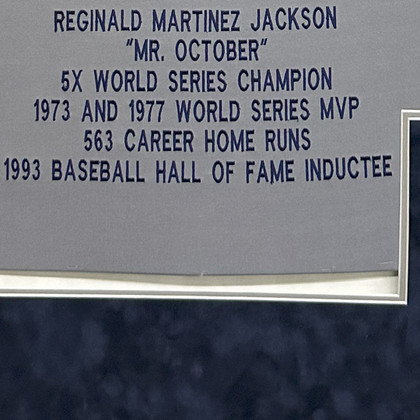 REGINALD MARTINEZ JACKSON
"MR. OCTOBER"
5X WORLD SERIES CHAMPION
1973 AND 1977 WORLD SERIES MVP
563 CAREER HOME RUNS
1993 BASEBALL HALL OF FAME INDUCTEE